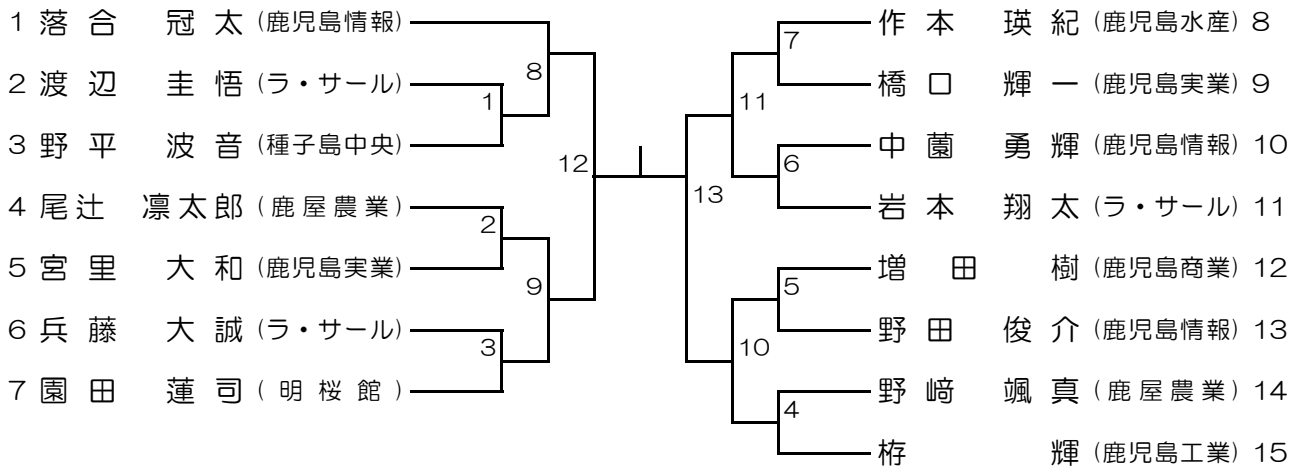 1 落合 冠太 (鹿児島情報)
2 渡辺 圭悟 (ラ・サール)
3 野平 波音 (種子島中央)
4 尾辻 凛太郎 (鹿屋農業)
5 宮里 大和 (鹿児島実業)
6 兵藤 大誠 (ラ・サール)
7 園田 蓮司 (明桜館)
8
1
2
9
3
12
13
7
11
6
5
10
4
作本 瑛紀 (鹿児島水産) 8
橋口 輝一 (鹿児島実業) 9
中薗 勇輝 (鹿児島情報) 10
岩本 翔太 (ラ・サール) 11
増田 樹 (鹿児島商業) 12
野田 俊介 (鹿児島情報) 13
野﨑 颯真 (鹿屋農業) 14
栫 輝 (鹿児島工業) 15